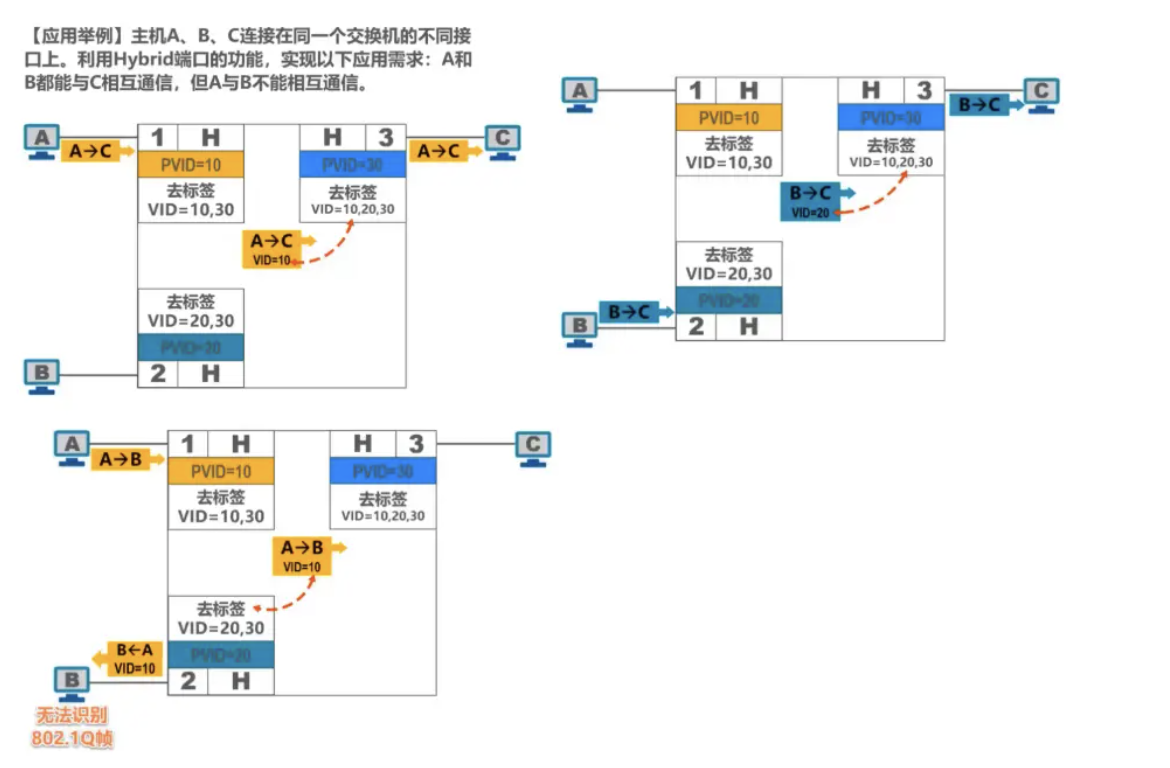 【应用举例】主机A、B、C连接在同一个交换机的不同接
口上。利用Hybrid端口的功能，实现以下应用需求：A和
B都能与C相互通信，但A与B不能相互通信。
A
A→C
1 H
PVID=10
去标签
VID=10,30
H 3
PVID=30
去标签
VID=10,20,30
A→C
C
A→C
VID=10
去标签
VID=20,30
PVID=20
2 H
B
A
1 H
PVID=10
去标签
VID=10,30
H 3
PVID=30
去标签
VID=10,20,30
B→C
C
B→C
VID=20
去标签
VID=20,30
PVID=20
2 H
B→C
B
A
A→B
1 H
PVID=10
去标签
VID=10,30
H 3
PVID=30
去标签
VID=10,20,30
C
A→B
VID=10
去标签
VID=20,30
PVID=20
2 H
B←A
VID=10
B
无法识别
802.1Q帧